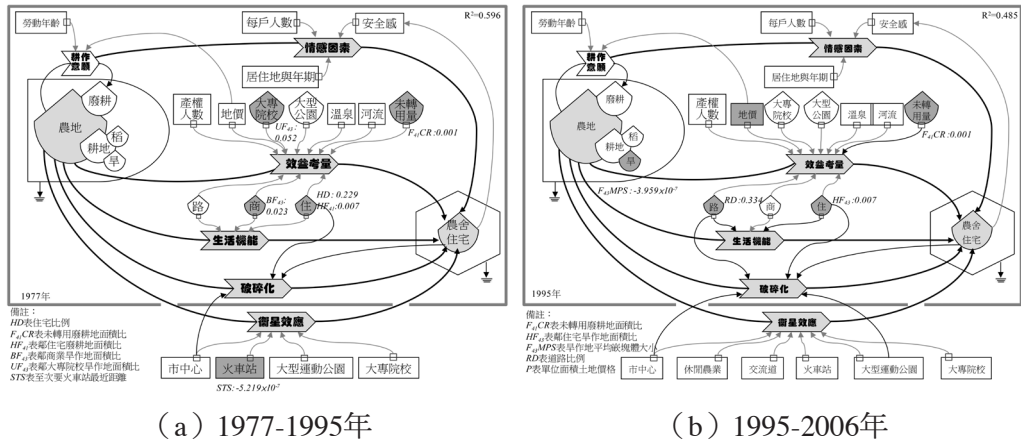 R²=0.596
勞動年齡
每戶人數
安全感
耕作意願
情感因素
居住地與年期
廢耕
農地
耕地
稻
旱
產權人數
地價
大專院校
大型公園
溫泉
河流
未轉用量
UF₄₃: 0.052
F₄₁CR:0.001
效益考量
路
商
住
BF₄₃: 0.023
HD: 0.229
HF₄₁:0.007
生活機能
農舍住宅
破碎化
1977年
衛星效應
備註：
HD表住宅比例
F₄₁CR表未轉用廢耕地面積比
HF₄₁表鄰住宅廢耕地面積比
BF₄₃表鄰商業旱作地面積比
UF₄₃表鄰大專院校旱作地面積比
STS表至次要火車站最近距離
市中心
火車站
大型運動公園
大專院校
STS:-5.219x10⁻⁷
(a) 1977-1995年
R²=0.485
勞動年齡
每戶人數
安全感
耕作意願
情感因素
居住地與年期
廢耕
農地
耕地
稻
旱
產權人數
地價
大專院校
大型公園
溫泉
河流
未轉用量
F₄₁CR:0.001
效益考量
F₄₃MPS:-3.959x10⁻⁷
路
商
住
RD:0.334
HF₄₃:0.007
生活機能
農舍住宅
破碎化
1995年
衛星效應
備註：
F₄₁CR表未轉用廢耕地面積比
HF₄₃表鄰住宅旱作地面積比
F₄₃MPS表旱作地平均嵌塊體大小
RD表道路比例
P表單位面積土地價格
市中心
休閒農業
交流道
火車站
大型運動公園
大專院校
(b) 1995-2006年